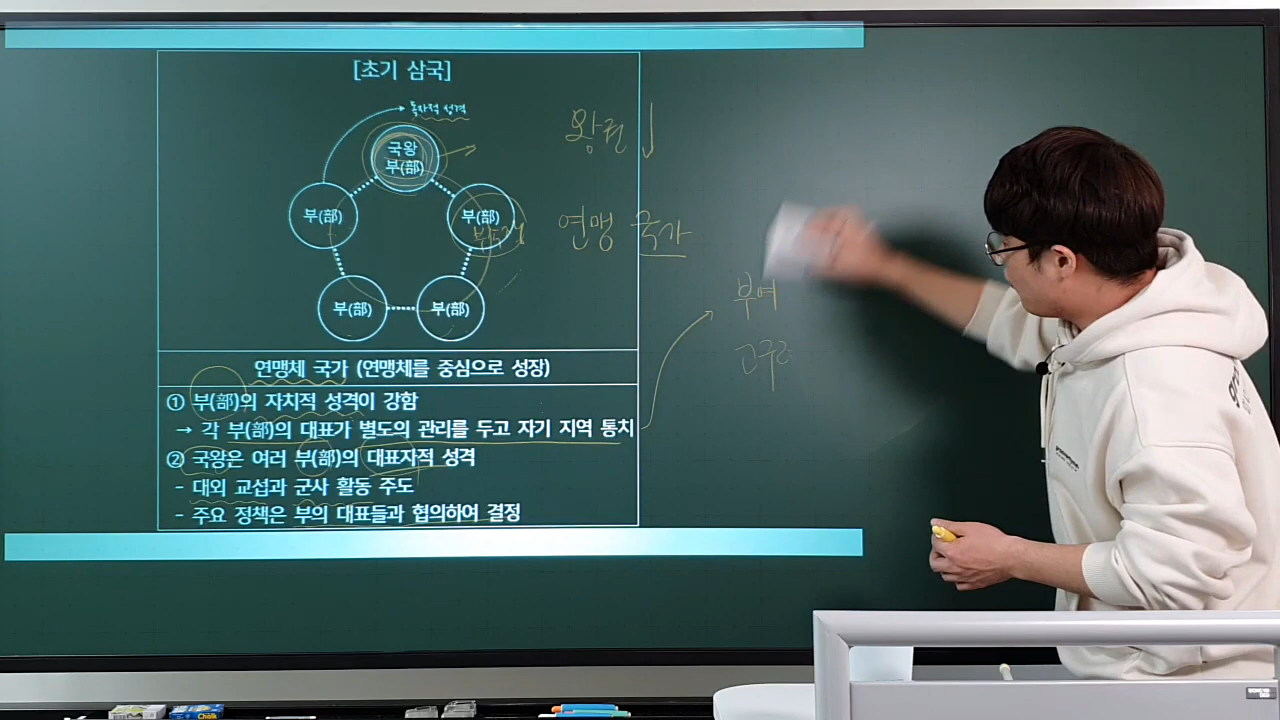 [초기 삼국]
독자적 성격
국왕
부(部)
부(部)
부(部)
부(部)
부(部)
왕권↓
연맹 국가
부여
고구려
연맹체 국가 (연맹체를 중심으로 성장)
① 부(部)의 자치적 성격이 강함
→ 각 부(部)의 대표가 별도의 관리를 두고 자기 지역 통치
② 국왕은 여러 부(部)의 대표자적 성격
- 대외 교섭과 군사 활동 주도
- 주요 정책은 부의 대표들과 협의하여 결정